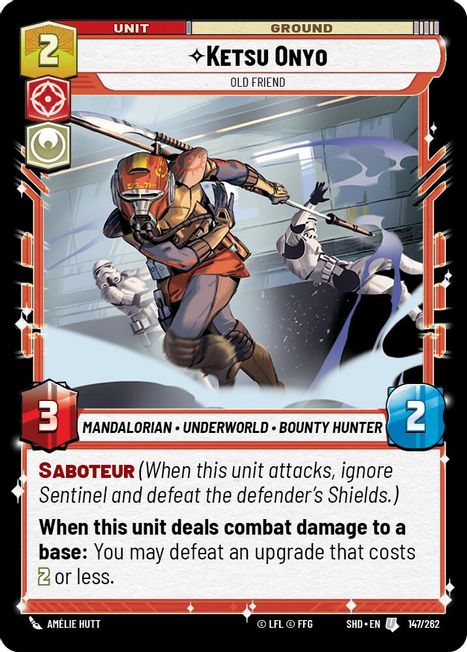 UNIT
GROUND
2
✧KETSU ONYO
OLD FRIEND
3
2
MANDALORIAN • UNDERWORLD • BOUNTY HUNTER
SABOTEUR (When this unit attacks, ignore
Sentinel and defeat the defender's Shields.)
When this unit deals combat damage to a
base: You may defeat an upgrade that costs
2 or less.
AMÉLIE HUTT
© LFL © FFG
SHD • EN
U
147/262